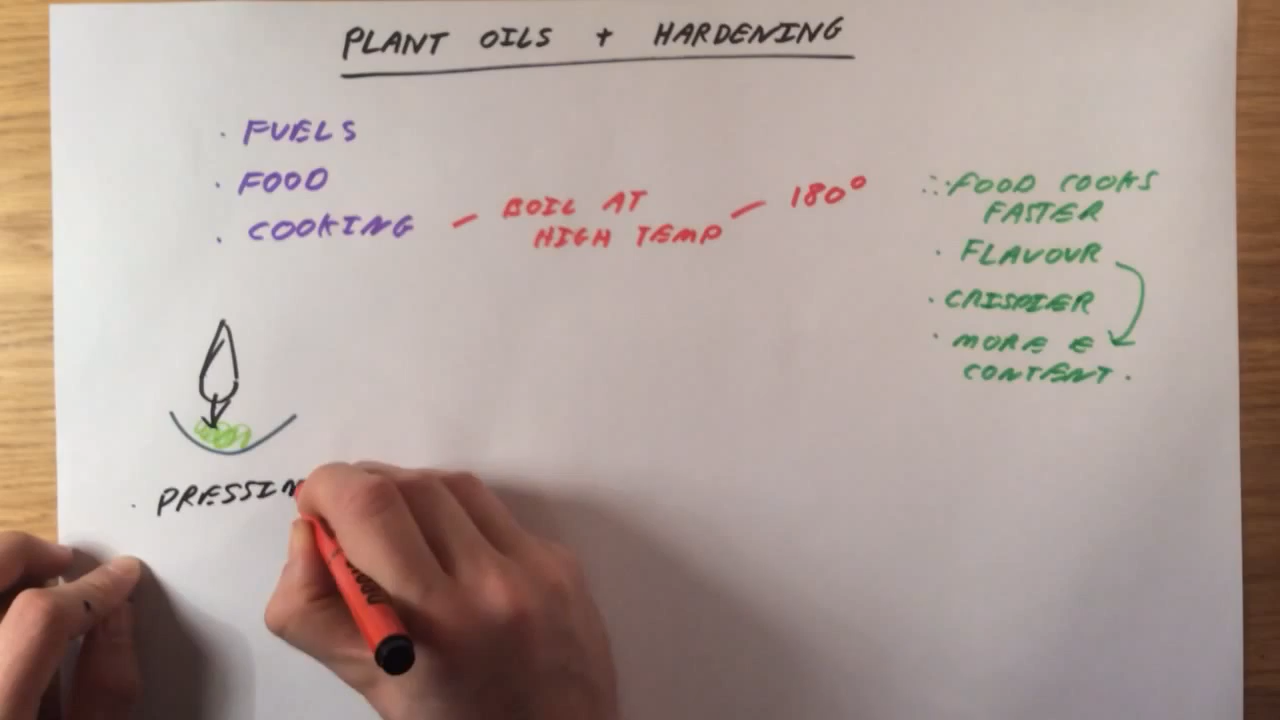 PLANT OILS + HARDENING
· FUELS
· FOOD
· COOKING – BOIL AT HIGH TEMP – 180°
∴ FOOD COOKS
FASTER
· FLAVOUR
· CRISPIER
· MORE E
CONTENT.
· PRESSIN